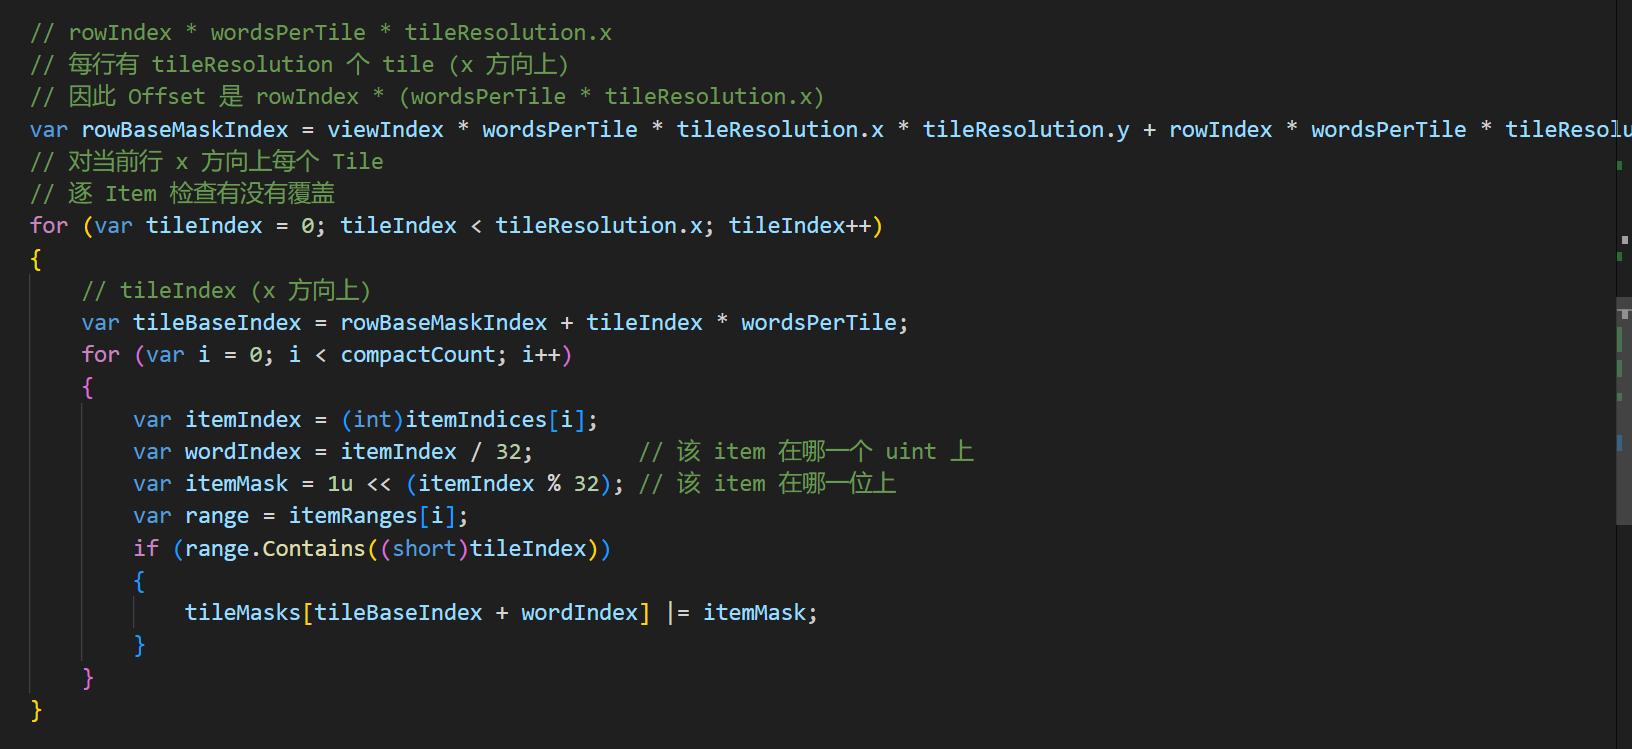 // rowIndex * wordsPerTile * tileResolution.x
// 每行有 tileResolution 个 tile (x 方向上)
// 因此 Offset 是 rowIndex * (wordsPerTile * tileResolution.x)
var rowBaseMaskIndex = viewIndex * wordsPerTile * tileResolution.x * tileResolution.y + rowIndex * wordsPerTile *
// 对当前行 x 方向上每个 Tile
// 逐 Item 检查有没有覆盖
for (var tileIndex = 0; tileIndex < tileResolution.x; tileIndex++)
{
    // tileIndex (x 方向上)
    var tileBaseIndex = rowBaseMaskIndex + tileIndex * wordsPerTile;
    for (var i = 0; i < compactCount; i++)
    {
        var itemIndex = (int)itemIndices[i];
        var wordIndex = itemIndex / 32;        // 该 item 在哪一个 uint 上
        var itemMask = 1u << (itemIndex % 32); // 该 item 在哪一位上
        var range = itemRanges[i];
        if (range.Contains((short)tileIndex))
        {
            tileMasks[tileBaseIndex + wordIndex] |= itemMask;
        }
    }
}